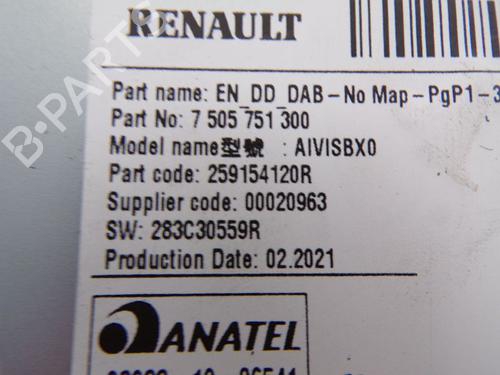 RENAULT
Part name: EN_DD_DAB-No Map-PgP1-3
Part No: 7 505 751 300
Model name型號 : AIVISBX0
Part code: 259154120R
Supplier code: 00020963
SW: 283C30559R
Production Date: 02.2021
ANATEL